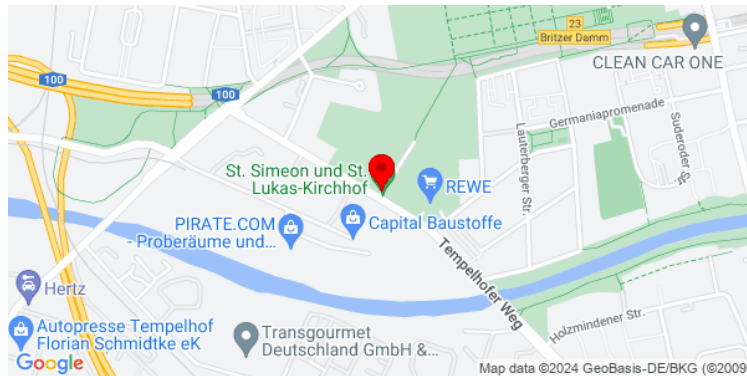 23
Britzer Damm
CLEAN CAR ONE
100
100
Germaniapromenade
Lauterberger Str.
Suderoder Str.
St. Simeon und St.
Lukas-Kirchhof
REWE
PIRATE.COM
- Proberäume und...
Capital Baustoffe
Tempelhofer Weg
Hertz
Holzmindener Str.
Autopresse Tempelhof
Florian Schmidtke eK
Transgourmet
Deutschland GmbH &...
Google
Map data ©2024 GeoBasis-DE/BKG (©2009